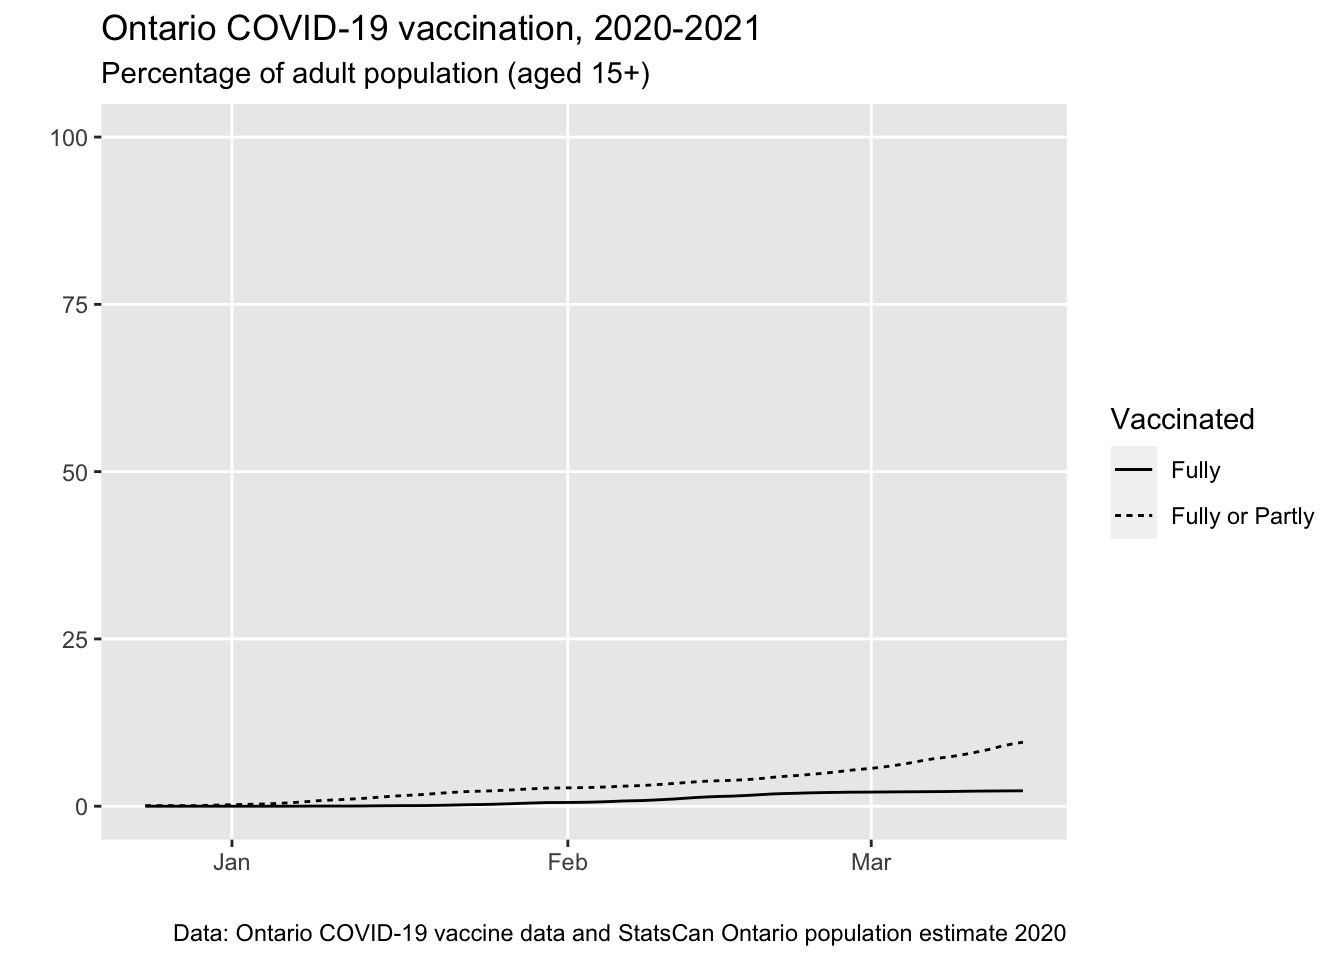 Ontario COVID-19 vaccination, 2020-2021
Percentage of adult population (aged 15+)
100
75
50
25
0
Jan Feb Mar
Vaccinated
Fully
Fully or Partly
Data: Ontario COVID-19 vaccine data and StatsCan Ontario population estimate 2020